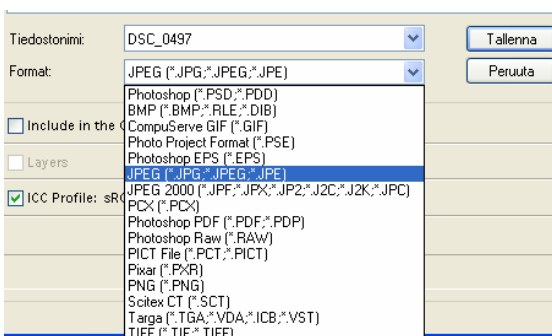 Tiedostonimi: DSC_0497 Tallenna
Format: JPEG (*.JPG;*.JPEG;*.JPE) Peruuta
Photoshop (*.PSD;*.PDD)
BMP (*.BMP;*.RLE;*.DIB)
Include in the CompuServe GIF (*.GIF)
Photo Project Format (*.PSE)
Photoshop EPS (*.EPS)
Layers JPEG (*.JPG;*.JPEG;*.JPE)
JPEG 2000 (*.JPF;*.JPX;*.JP2;*.J2C;*.J2K;*.JPC)
ICC Profile: PCX (*.PCX)
Photoshop PDF (*.PDF;*.PDP)
Photoshop Raw (*.RAW)
PICT File (*.PCT;*.PICT)
Pixar (*.PXR)
PNG (*.PNG)
Scitex CT (*.SCT)
Targa (*.TGA;*.VDA;*.ICB;*.VST)
TIFF (*.TIF;*.TIFF)